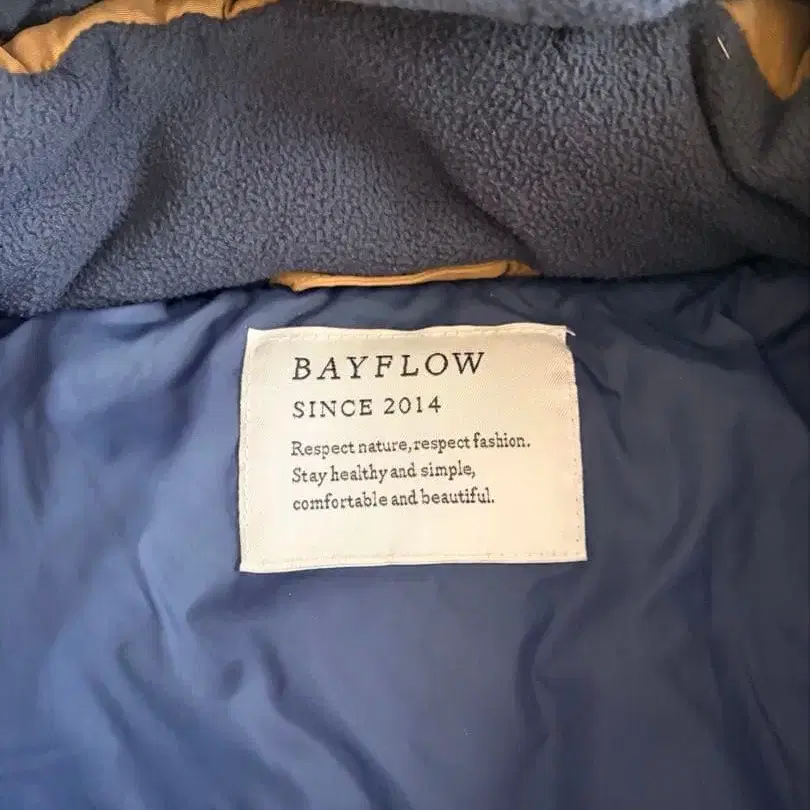 BAYFLOW
SINCE 2014
Respect nature, respect fashion.
Stay healthy and simple,
comfortable and beautiful.